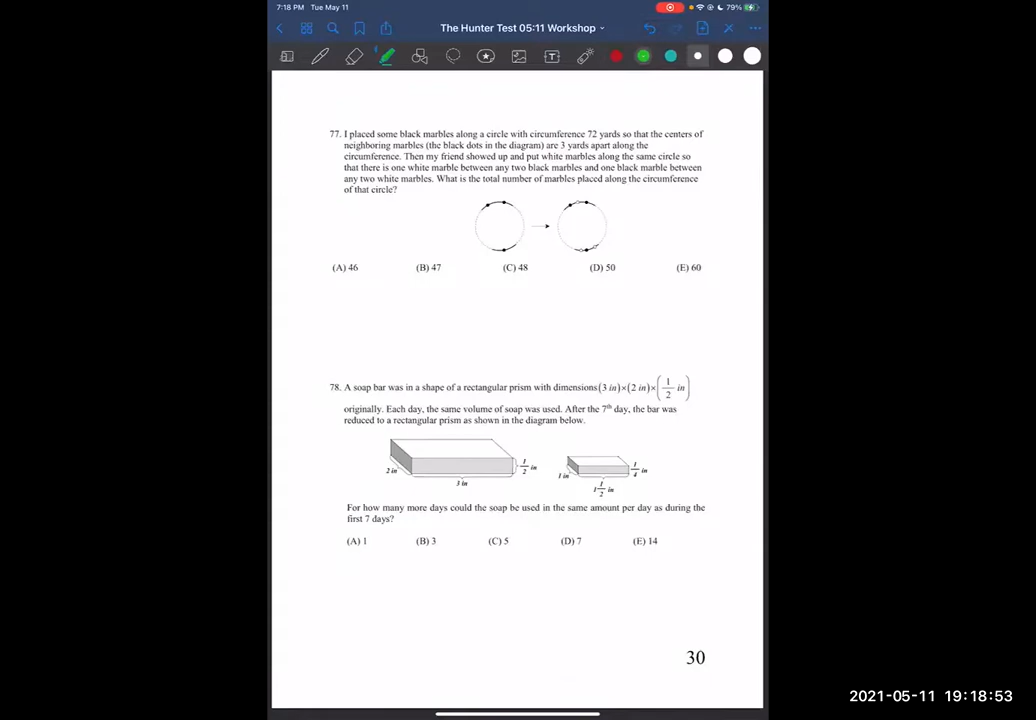 7:18 PM Tue May 11
79%
The Hunter Test 05:11 Workshop
77. I placed some black marbles along a circle with circumference 72 yards so that the centers of
neighboring marbles (the black dots in the diagram) are 3 yards apart along the
circumference. Then my friend showed up and put white marbles along the same circle so
that there is one white marble between any two black marbles and one black marble between
any two white marbles. What is the total number of marbles placed along the circumference
of that circle?
(A) 46 (B) 47 (C) 48 (D) 50 (E) 60
78. A soap bar was in a shape of a rectangular prism with dimensions (3 in)×(2 in)×(1/2 in)
originally. Each day, the same volume of soap was used. After the 7th day, the bar was
reduced to a rectangular prism as shown in the diagram below.
2 in 3 in 1/2 in 1 in 1 1/2 in 1/4 in
For how many more days could the soap be used in the same amount per day as during the
first 7 days?
(A) 1 (B) 3 (C) 5 (D) 7 (E) 14
30
2021-05-11 19:18:53